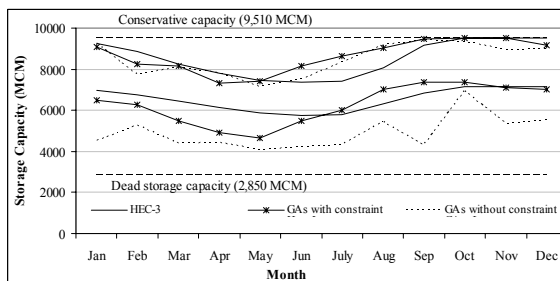 Conservative capacity (9,510 MCM)
10000
8000
6000
4000
2000
0
Storage Capacity (MCM)
Dead storage capacity (2,850 MCM)
HEC-3
GAs with constraint
GAs without constraint
Jan Feb Mar Apr May Jun July Aug Sep Oct Nov Dec
Month